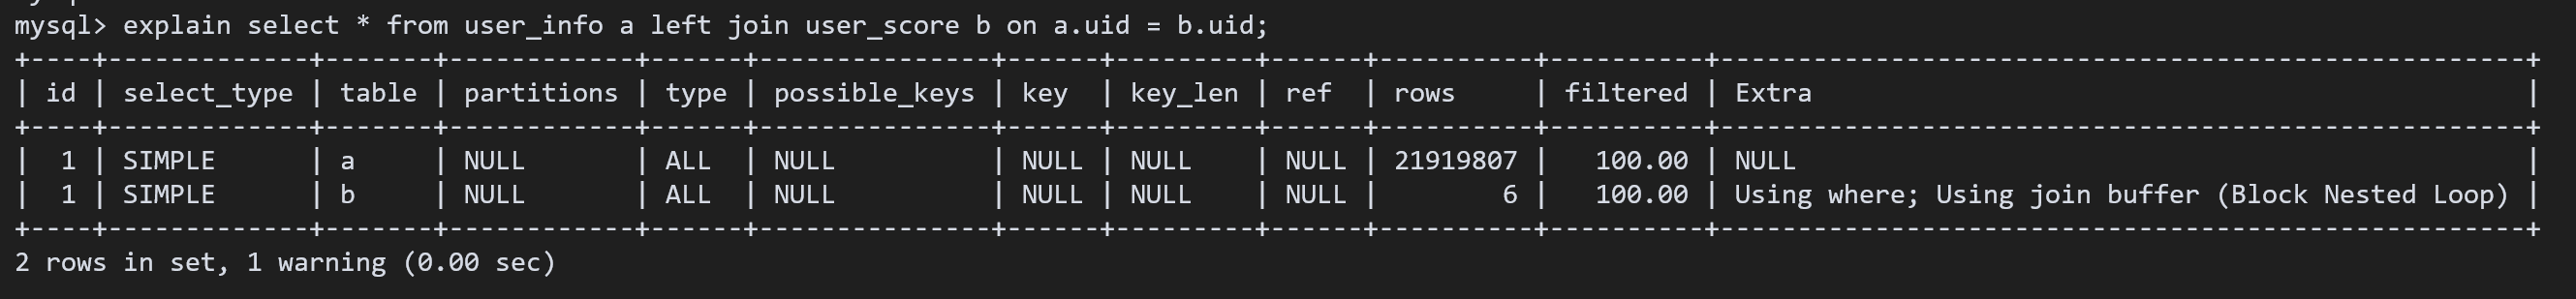 mysql> explain select * from user_info a left join user_score b on a.uid = b.uid;
+----+-------------+-------+------------+------+---------------+------+---------+------+----------+----------+----------------------------------------------------+
| id | select_type | table | partitions | type | possible_keys | key  | key_len | ref  | rows     | filtered | Extra                                              |
+----+-------------+-------+------------+------+---------------+------+---------+------+----------+----------+----------------------------------------------------+
|  1 | SIMPLE      | a     | NULL       | ALL  | NULL          | NULL | NULL    | NULL | 21919807 |   100.00 | NULL                                               |
|  1 | SIMPLE      | b     | NULL       | ALL  | NULL          | NULL | NULL    | NULL |        6 |   100.00 | Using where; Using join buffer (Block Nested Loop) |
+----+-------------+-------+------------+------+---------------+------+---------+------+----------+----------+----------------------------------------------------+
2 rows in set, 1 warning (0.00 sec)